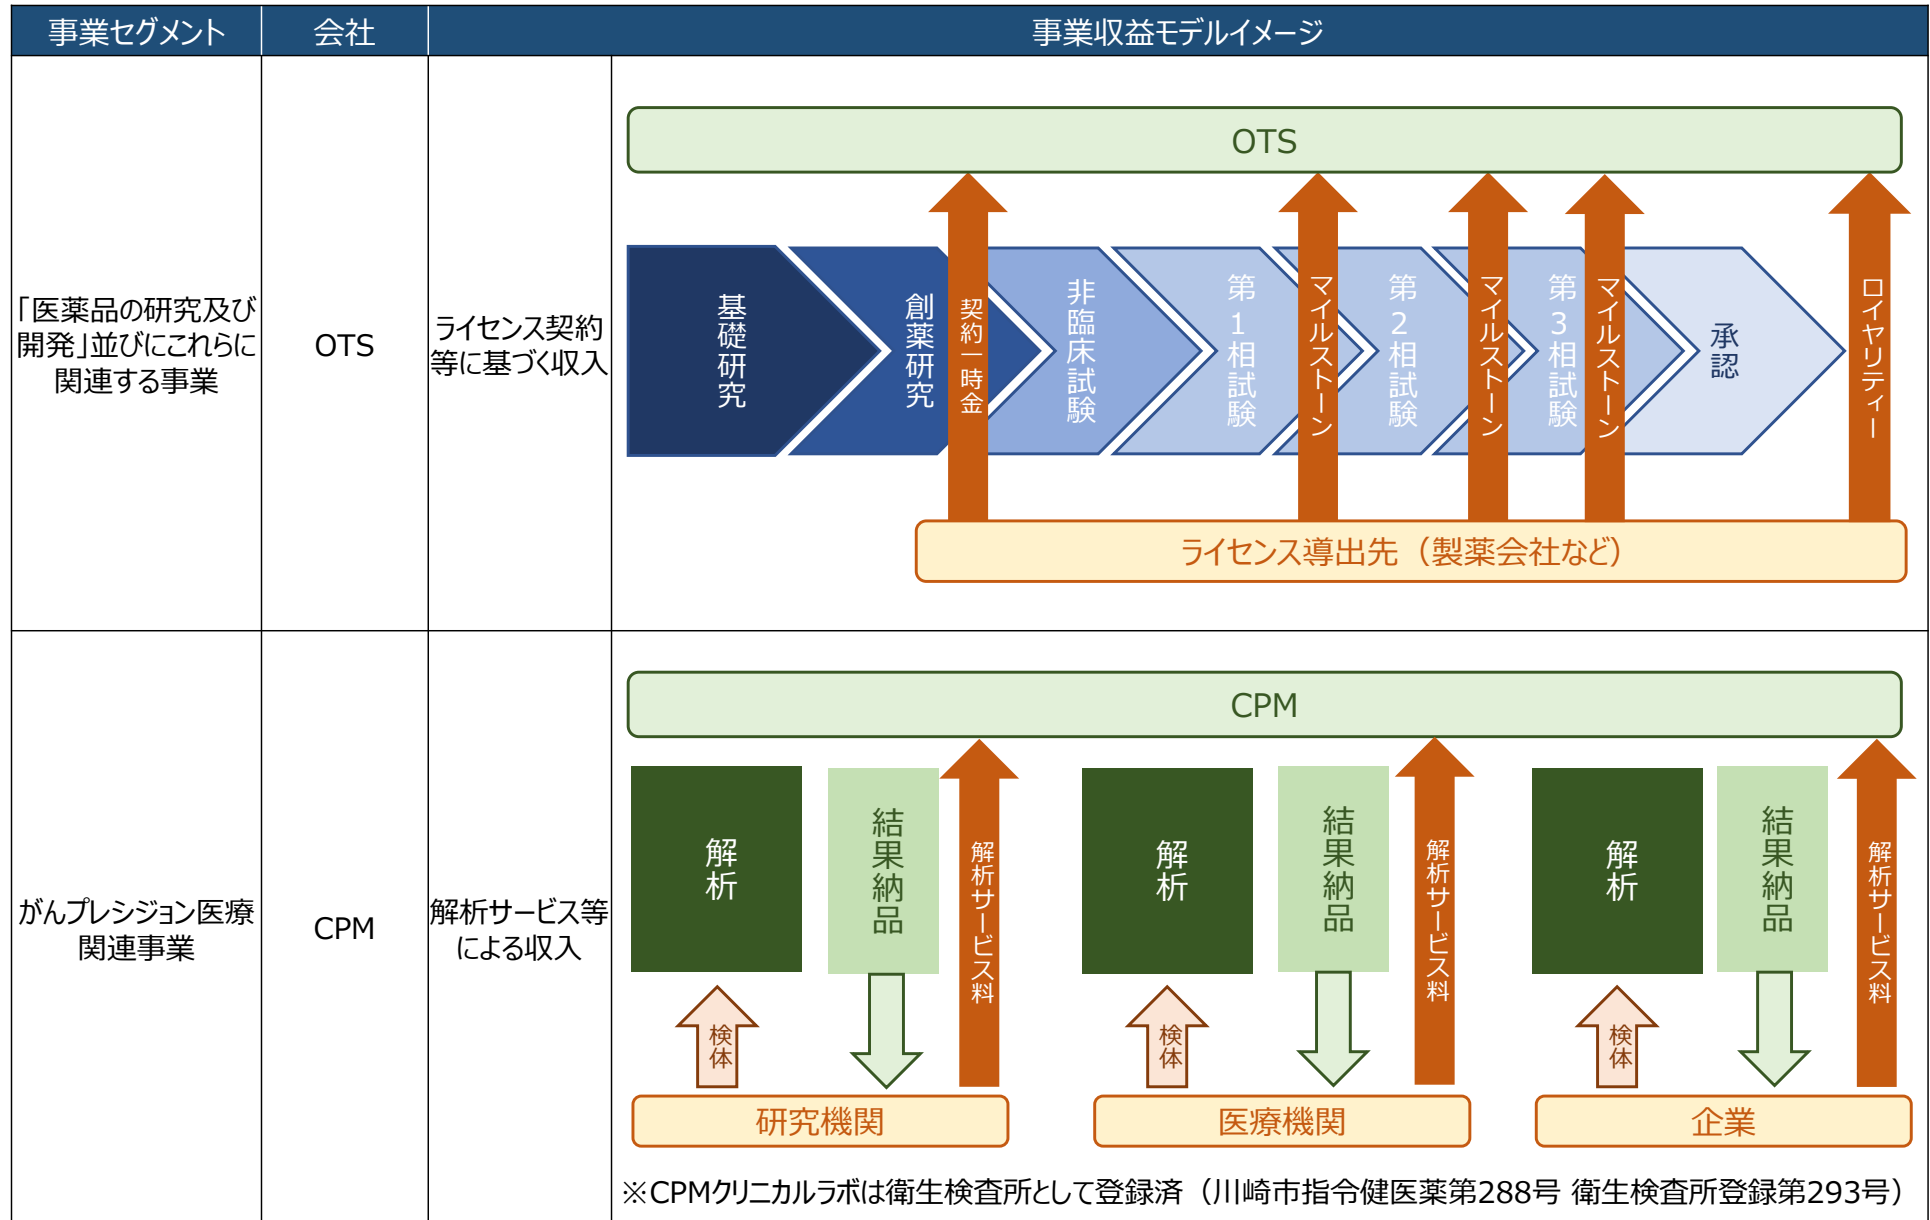 事業セグメント
会社
事業収益モデルイメージ
「医薬品の研究及び
開発」並びにこれらに
関連する事業
OTS
ライセンス契約
等に基づく収入
OTS
基礎研究
創薬研究
契約一時金
非臨床試験
第1相試験
マイルストーン
第2相試験
マイルストーン
第3相試験
マイルストーン
承認
ロイヤリティー
ライセンス導出先（製薬会社など）
がんプレシジョン医療
関連事業
CPM
解析サービス等
による収入
CPM
解析
結果納品
解析サービス料
検体
研究機関
解析
結果納品
解析サービス料
検体
医療機関
解析
結果納品
解析サービス料
検体
企業
※CPMクリニカルラボは衛生検査所として登録済（川崎市指令健医薬第288号 衛生検査所登録第293号）